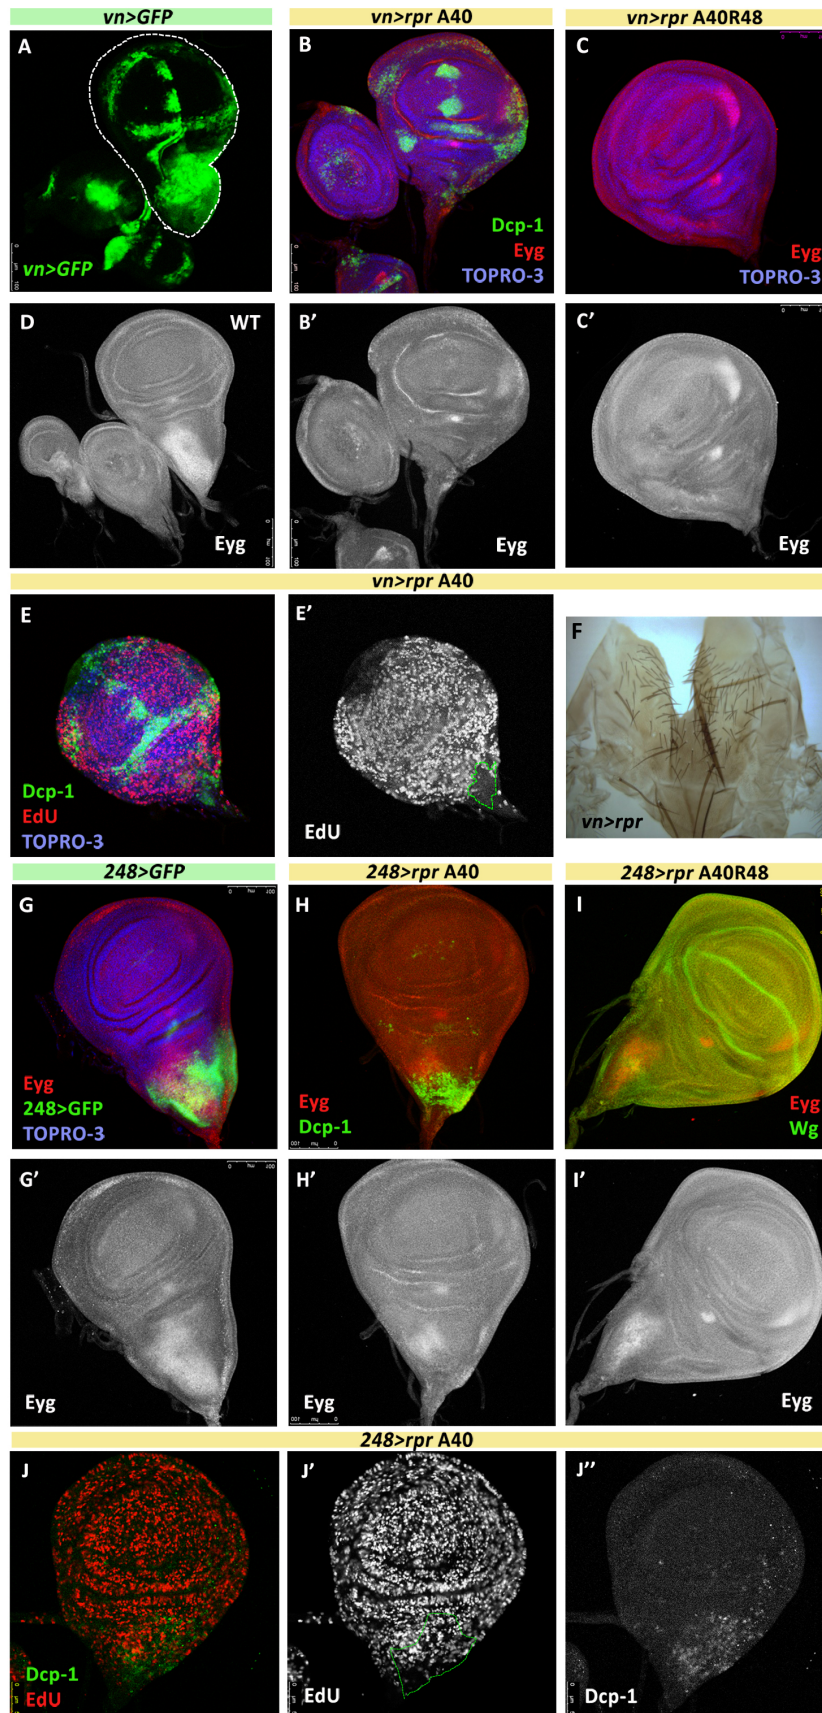 vn>GFP
vn>rpr A40
vn>rpr A40R48
A
B
C
vn>GFP
Dcp-1
Eyg
TOPRO-3
Eyg
TOPRO-3
D
WT
B’
C’
Eyg
Eyg
Eyg
vn>rpr A40
E
E’
F
Dcp-1
EdU
TOPRO-3
EdU
vn>rpr
248>GFP
248>rpr A40
248>rpr A40R48
G
H
I
Eyg
248>GFP
TOPRO-3
Eyg
Dcp-1
Eyg
Wg
G’
H’
I’
Eyg
Eyg
Eyg
248>rpr A40
J
J’
J’’
Dcp-1
EdU
EdU
Dcp-1